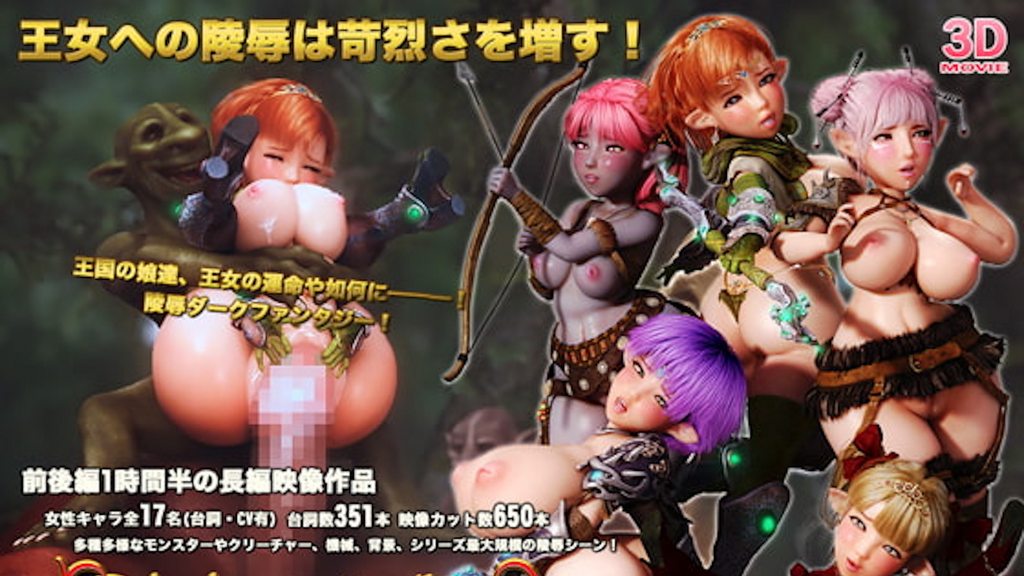 王女への陵辱は苛烈さを増す！
3D
MOVIE
王国の娘達、王女の運命や如何に―――！
陵辱ダークファンタジー！
前後編1時間半の長編映像作品
女性キャラ全17名(台詞・CV有) 台詞数351本 映像カット数650本
多種多様なモンスターやクリーチャー、機械、背景、シリーズ最大規模の陵辱シーン！